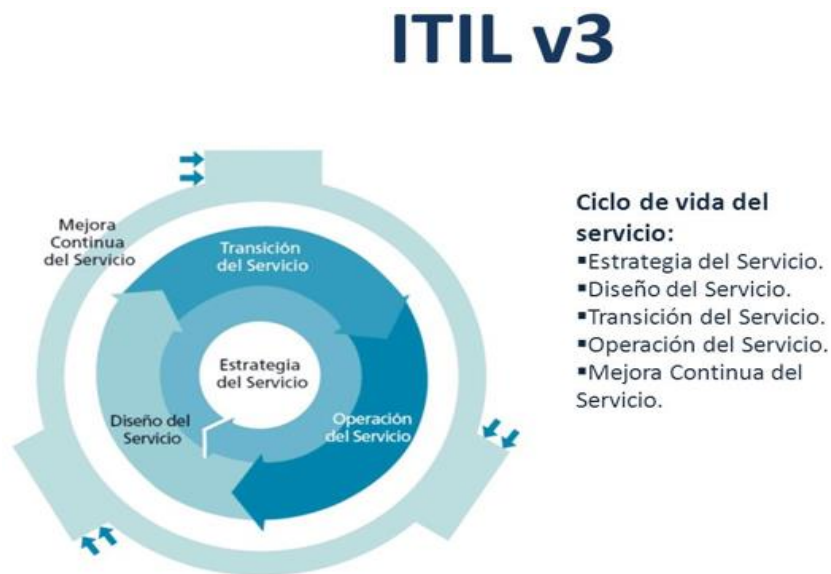 ITIL v3
Mejora
Continua
del Servicio
Transición
del Servicio
Estrategia
del Servicio
Diseño del
Servicio
Operación
del Servicio
Ciclo de vida del
servicio:
▪Estrategia del Servicio.
▪Diseño del Servicio.
▪Transición del Servicio.
▪Operación del Servicio.
▪Mejora Continua del
Servicio.